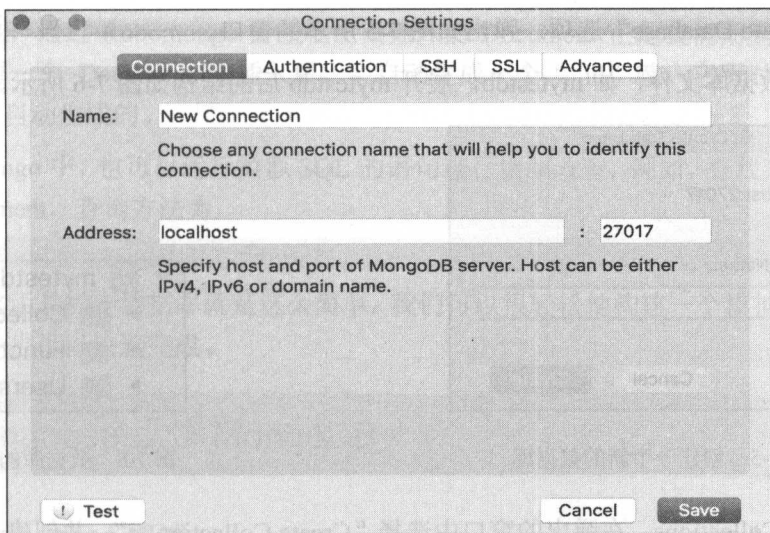 Connection Settings
Connection Authentication SSH SSL Advanced
Name: New Connection
Choose any connection name that will help you to identify this
connection.
Address: localhost : 27017
Specify host and port of MongoDB server. Host can be either
IPv4, IPv6 or domain name.
! Test Cancel Save